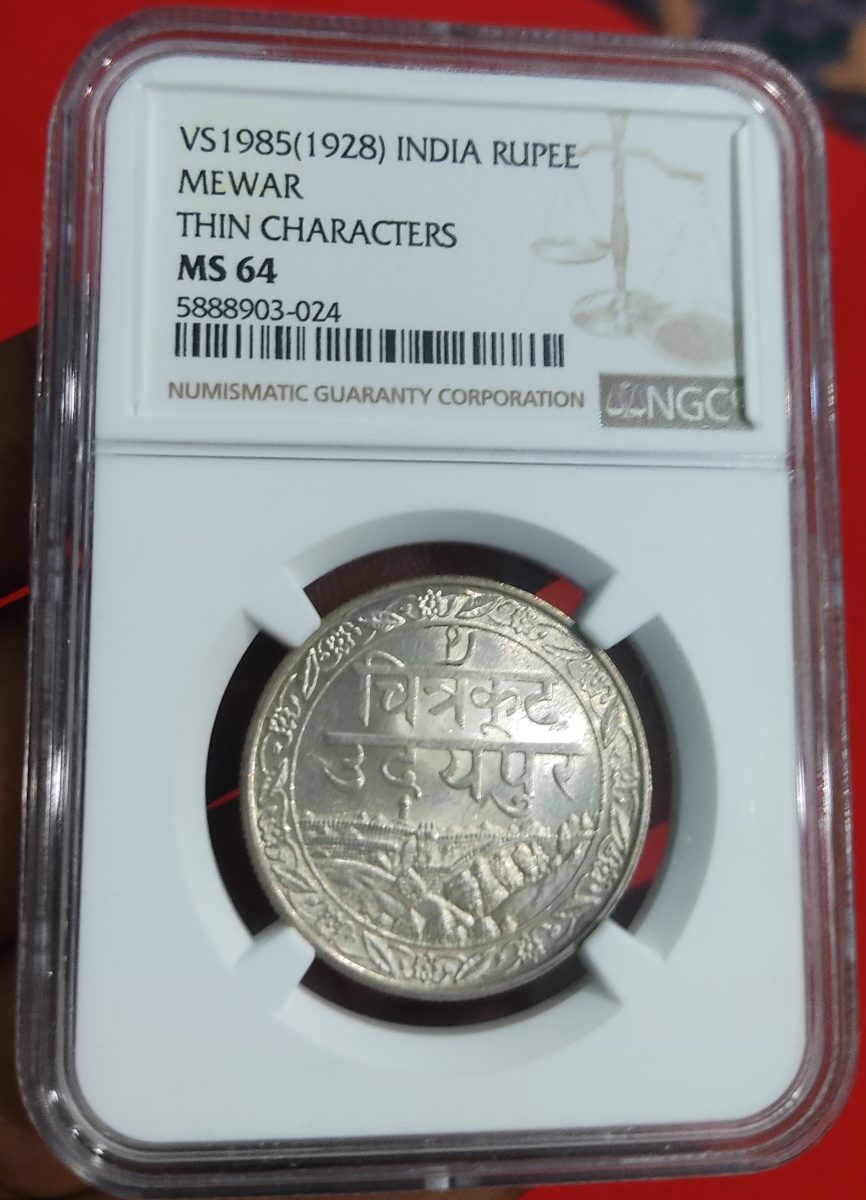 VS1985(1928) INDIA RUPEE
MEWAR
THIN CHARACTERS
MS 64
5888903-024
NUMISMATIC GUARANTY CORPORATION
NGC
चित्रकूट
उदयपुर